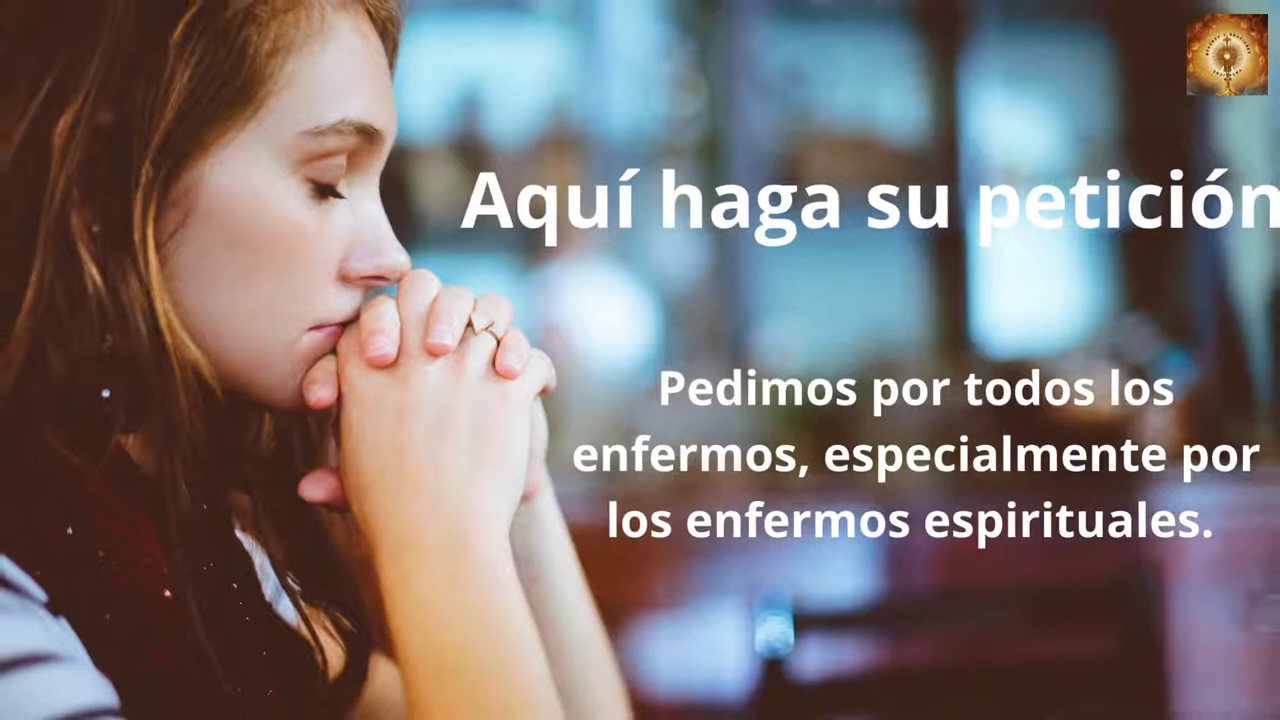 Aquí haga su petición
Pedimos por todos los
enfermos, especialmente por
los enfermos espirituales.